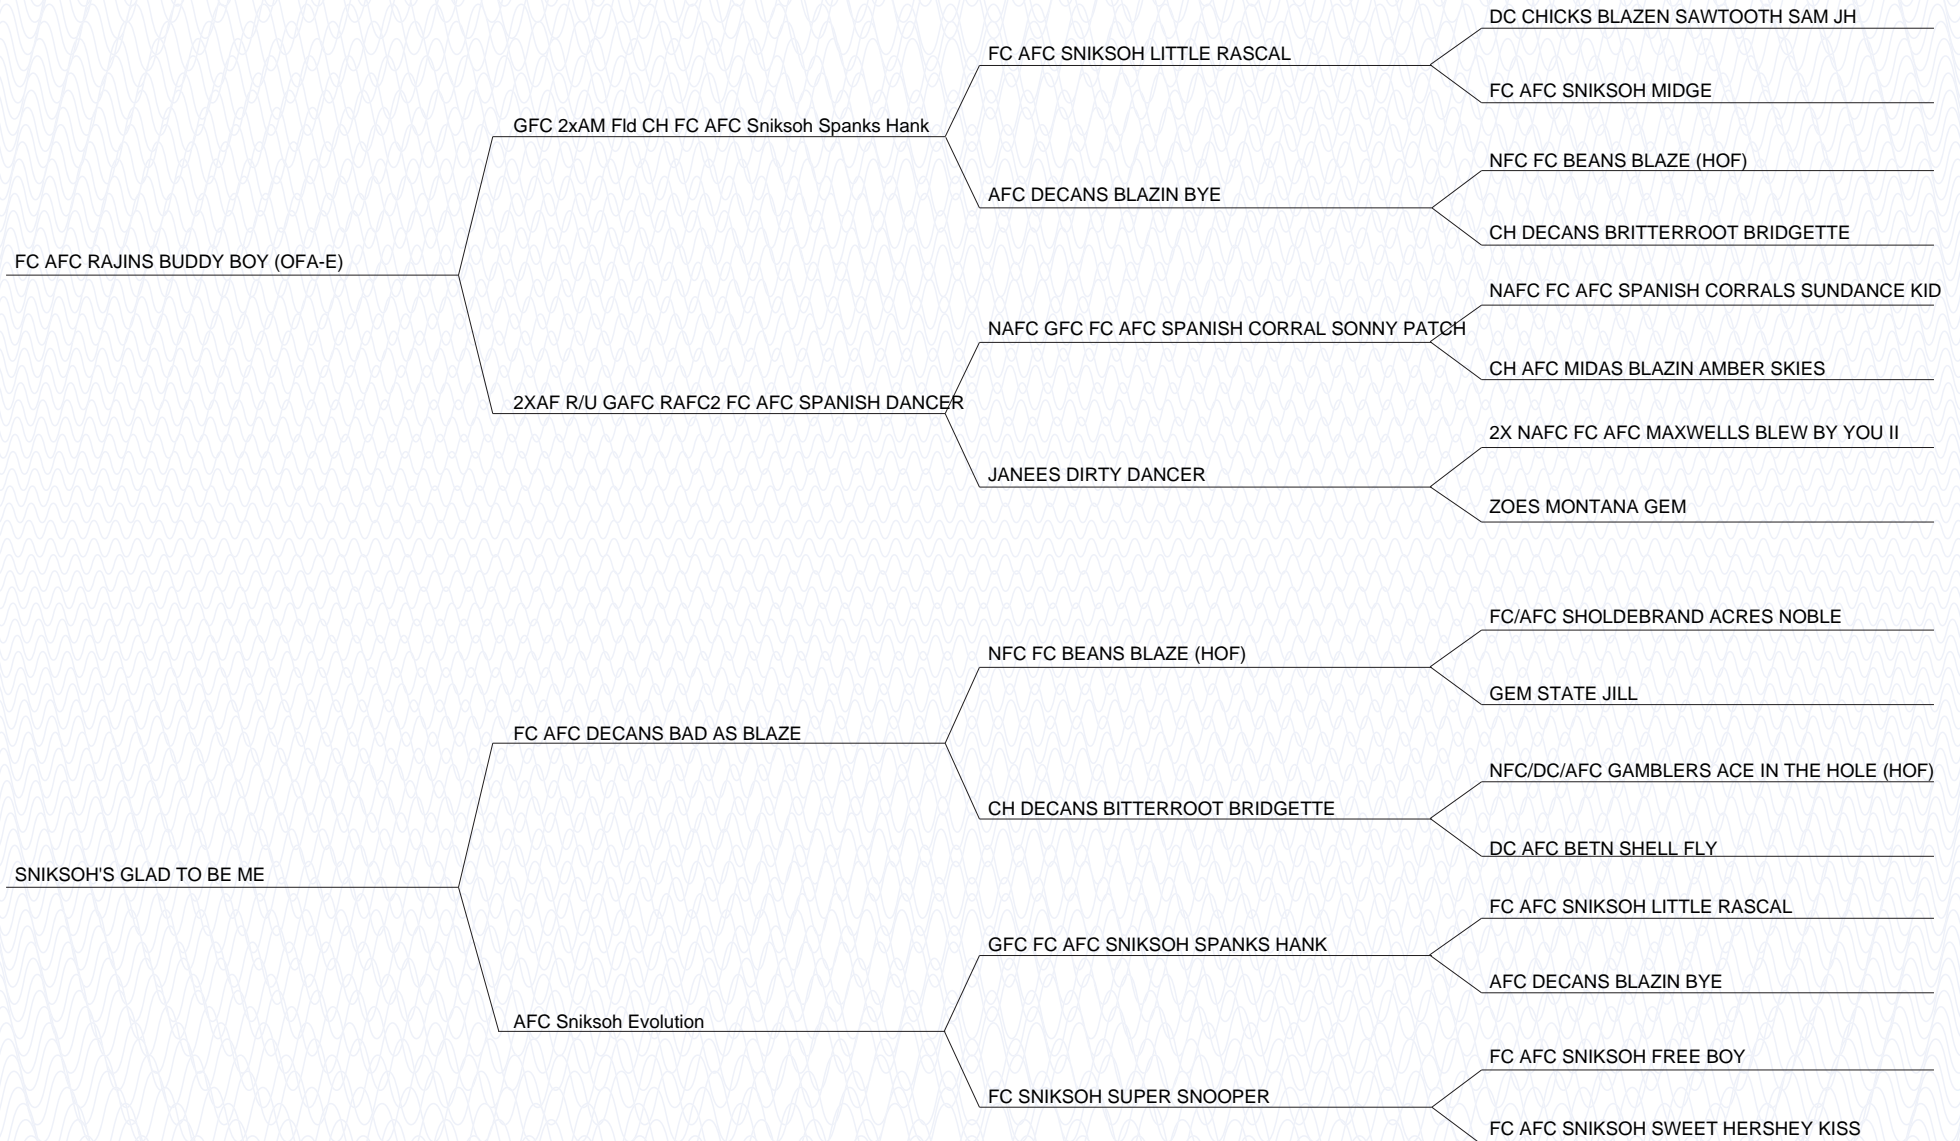 DC CHICKS BLAZEN SAWTOOTH SAM JH
FC AFC SNIKSOH LITTLE RASCAL
FC AFC SNIKSOH MIDGE
GFC 2xAM Fld CH FC AFC Sniksoh Spanks Hank
NFC FC BEANS BLAZE (HOF)
AFC DECANS BLAZIN BYE
CH DECANS BRITTERROOT BRIDGETTE
FC AFC RAJINS BUDDY BOY (OFA-E)
NAFC FC AFC SPANISH CORRALS SUNDANCE KID
NAFC GFC FC AFC SPANISH CORRAL SONNY PATCH
CH AFC MIDAS BLAZIN AMBER SKIES
2XAF R/U GAFC RAFC2 FC AFC SPANISH DANCER
2X NAFC FC AFC MAXWELLS BLEW BY YOU II
JANEES DIRTY DANCER
ZOES MONTANA GEM
FC/AFC SHOLDEBRAND ACRES NOBLE
NFC FC BEANS BLAZE (HOF)
GEM STATE JILL
FC AFC DECANS BAD AS BLAZE
NFC/DC/AFC GAMBLERS ACE IN THE HOLE (HOF)
CH DECANS BITTERROOT BRIDGETTE
DC AFC BETN SHELL FLY
SNIKSOH'S GLAD TO BE ME
FC AFC SNIKSOH LITTLE RASCAL
GFC FC AFC SNIKSOH SPANKS HANK
AFC DECANS BLAZIN BYE
AFC Sniksoh Evolution
FC AFC SNIKSOH FREE BOY
FC SNIKSOH SUPER SNOOPER
FC AFC SNIKSOH SWEET HERSHEY KISS